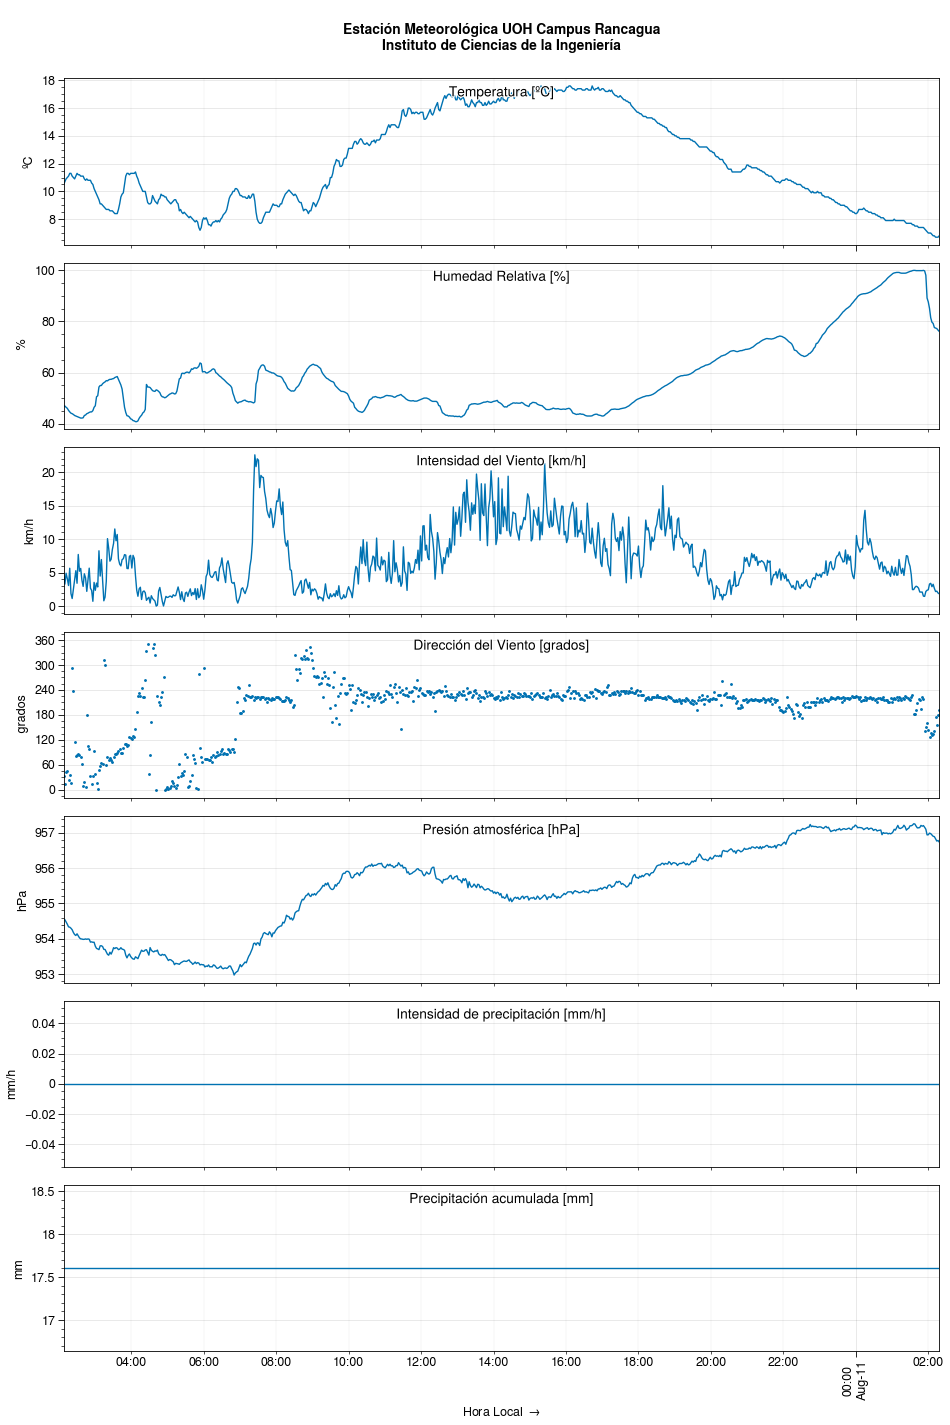 Estación Meteorológica UOH Campus Rancagua
Instituto de Ciencias de la Ingeniería
Temperatura [ºC]
ºC
18
16
14
12
10
8
Humedad Relativa [%]
%
100
80
60
40
Intensidad del Viento [km/h]
km/h
20
15
10
5
0
Dirección del Viento [grados]
grados
360
300
240
180
120
60
0
Presión atmosférica [hPa]
hPa
957
956
955
954
953
Intensidad de precipitación [mm/h]
mm/h
0.04
0.02
0
−0.02
−0.04
Precipitación acumulada [mm]
mm
18.5
18
17.5
17
04:00
06:00
08:00
10:00
12:00
14:00
16:00
18:00
20:00
22:00
00:00
Aug-11
02:00
Hora Local →